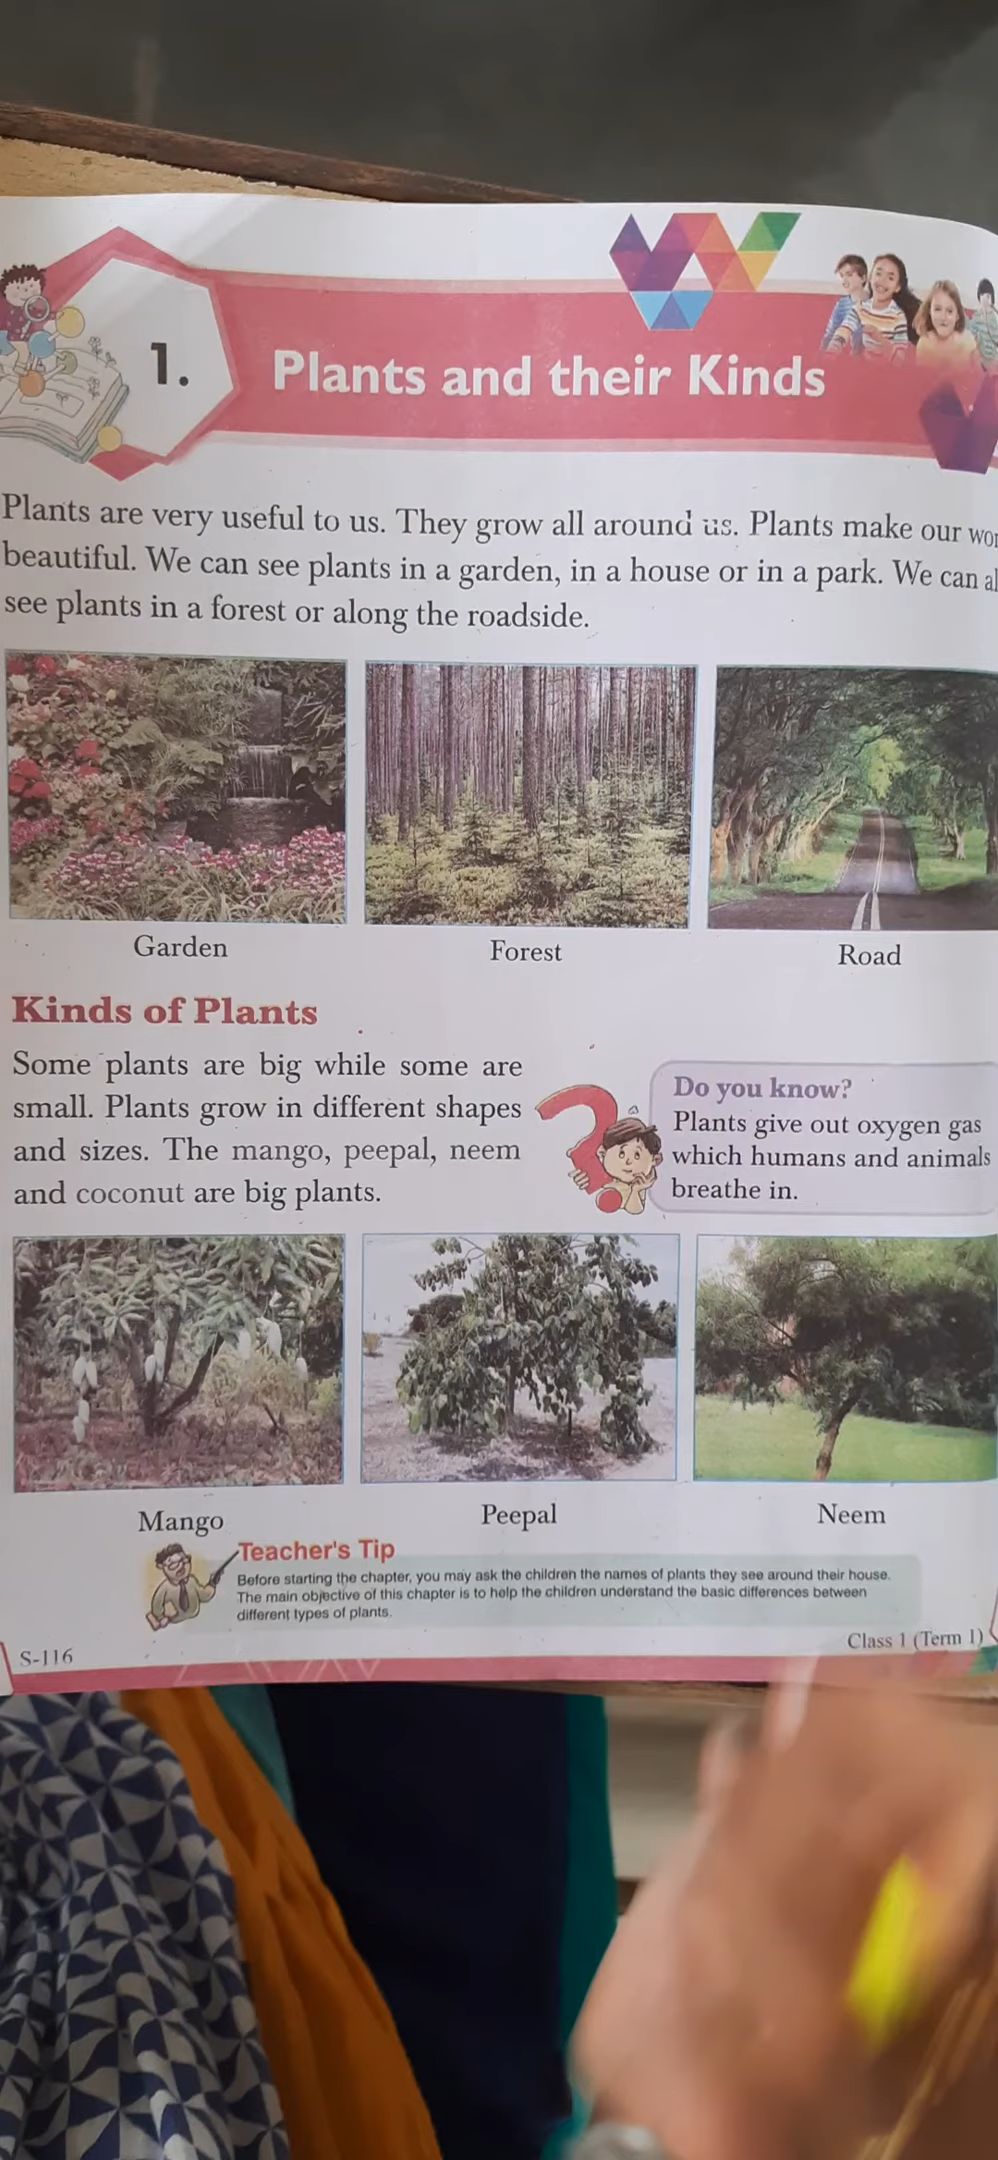 1.
Plants and their Kinds
Plants are very useful to us. They grow all around us. Plants make our
beautiful. We can see plants in a garden, in a house or in a park. We can
see plants in a forest or along the roadside.
Garden
Forest
Road
Kinds of Plants
Some plants are big while some are
small. Plants grow in different shapes
and sizes. The mango, peepal, neem
and coconut are big plants.
Do you know?
Plants give out oxygen gas
which humans and animals
breathe in.
Mango
Peepal
Neem
Teacher's Tip
Before starting the chapter, you may ask the children the names of plants they see around their house.
The main objective of this chapter is to help the children understand the basic differences between
different types of plants.
S-116
Class 1 (Term 1)